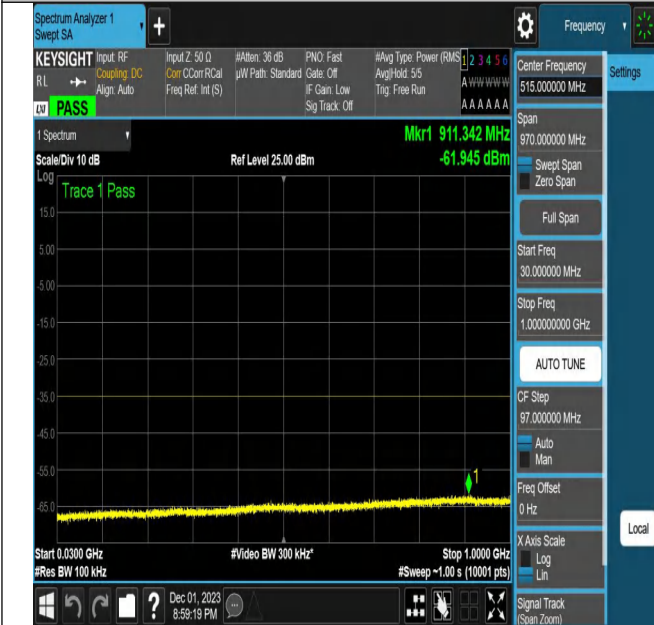 Spectrum Analyzer 1
Swept SA
+
Frequency
KEYSIGHT
RL
LXI PASS
Input: RF
Coupling: DC
Align: Auto
Input Z: 50 Ω
Corr CCorr RCal
Freq Ref: Int (S)
#Atten: 36 dB
µW Path: Standard
PNO: Fast
Gate: Off
IF Gain: Low
Sig Track: Off
#Avg Type: Power (RMS
Avg|Hold: 5/5
Trig: Free Run
1 2 3 4 5 6
A W W W W W
A A A A A A
1 Spectrum
Scale/Div 10 dB
Ref Level 25.00 dBm
Mkr1 911.342 MHz
-61.945 dBm
Log
Trace 1 Pass
15.0
5.00
-5.00
-15.0
-25.0
-35.0
-45.0
-55.0
-65.0
1
Start 0.0300 GHz
#Res BW 100 kHz
#Video BW 300 kHz*
Stop 1.0000 GHz
#Sweep ~1.00 s (10001 pts)
?
Dec 01, 2023
8:59:19 PM
Center Frequency
515.000000 MHz
Settings
Span
970.000000 MHz
Swept Span
Zero Span
Full Span
Start Freq
30.000000 MHz
Stop Freq
1.000000000 GHz
AUTO TUNE
CF Step
97.000000 MHz
Auto
Man
Freq Offset
0 Hz
Local
X Axis Scale
Log
Lin
Signal Track
(Span Zoom)